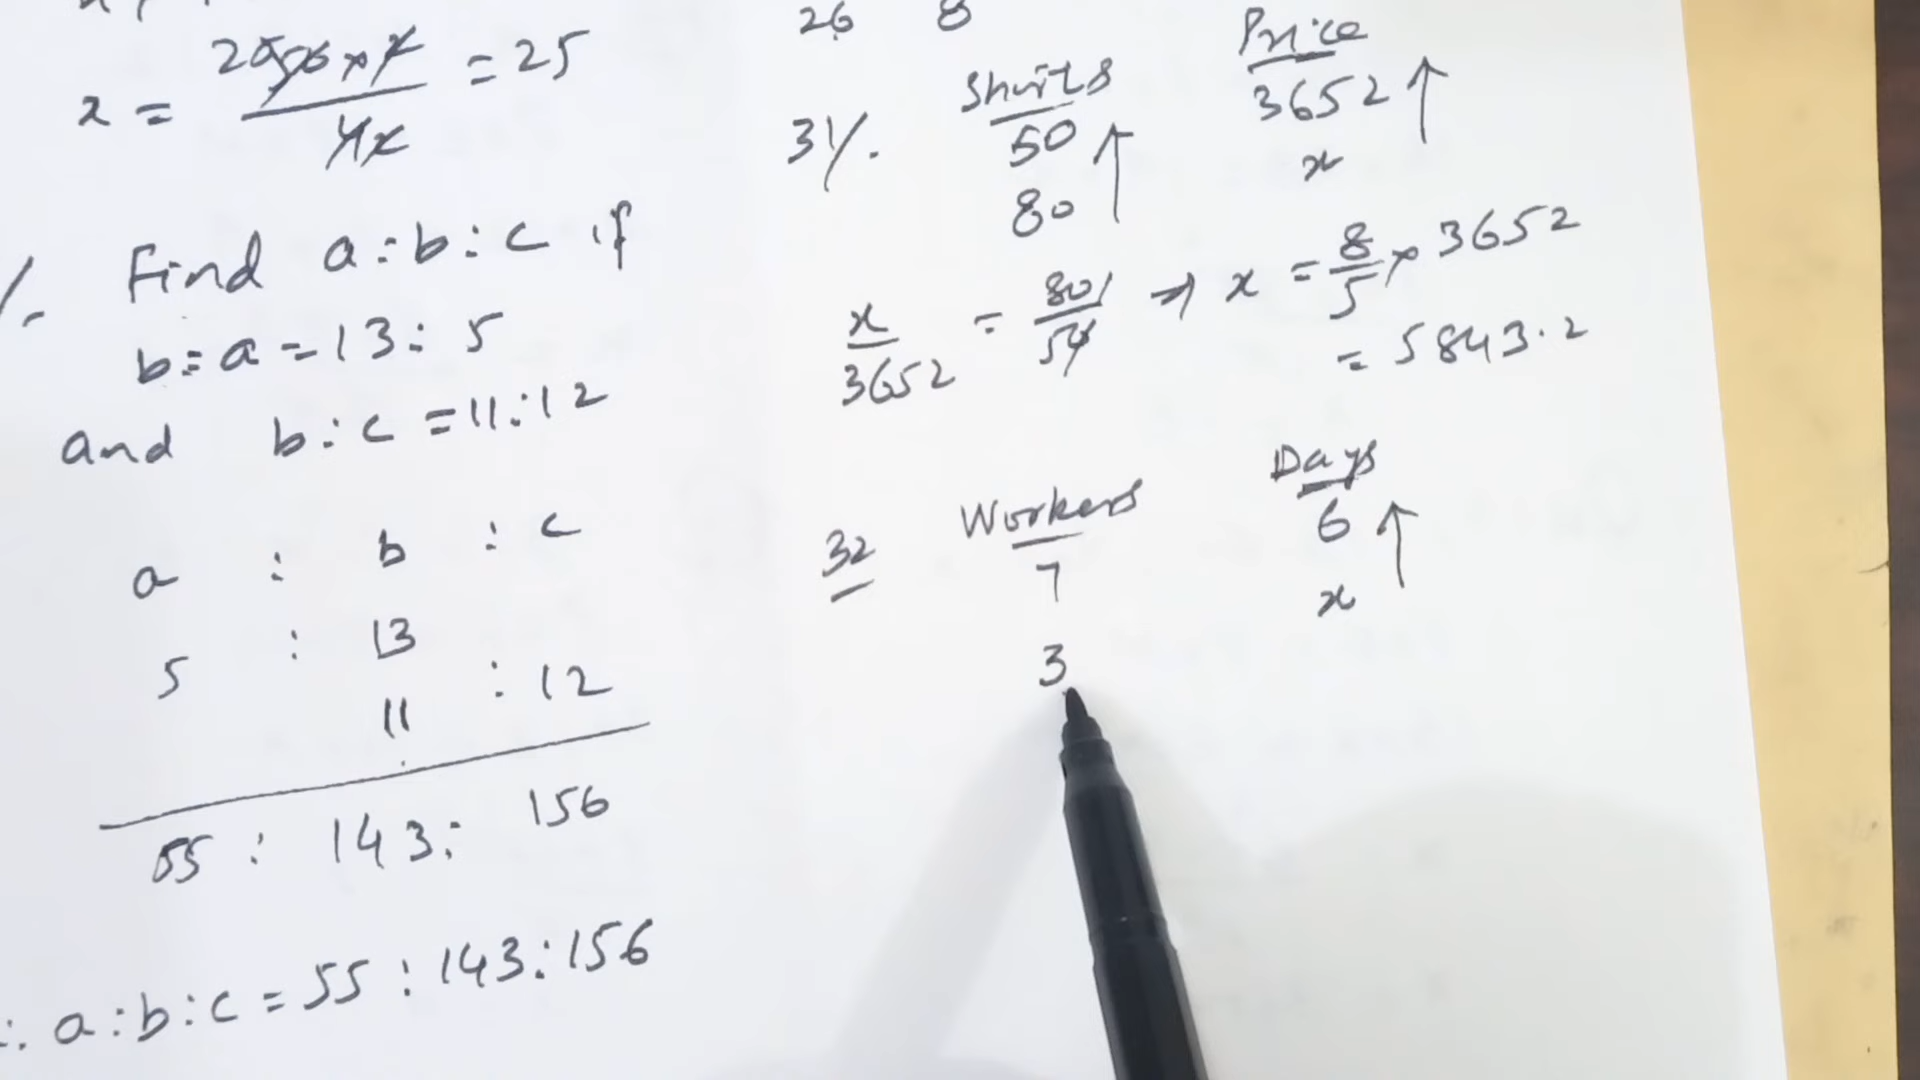 x = 2550 × x / 4x = 25
Find a:b:c if
b:a = 13: 5
and b:c = 11:12
a : b : c
5 : 13
11 : 12
55 : 143: 156
∴ a:b:c = 55 : 143:156
26 8
Shirts Price
31/. 50 3652
80 x
x/3652 = 80/50 → x = 8/5 × 3652
= 5843.2
Workers Days
32 7 6
3 x